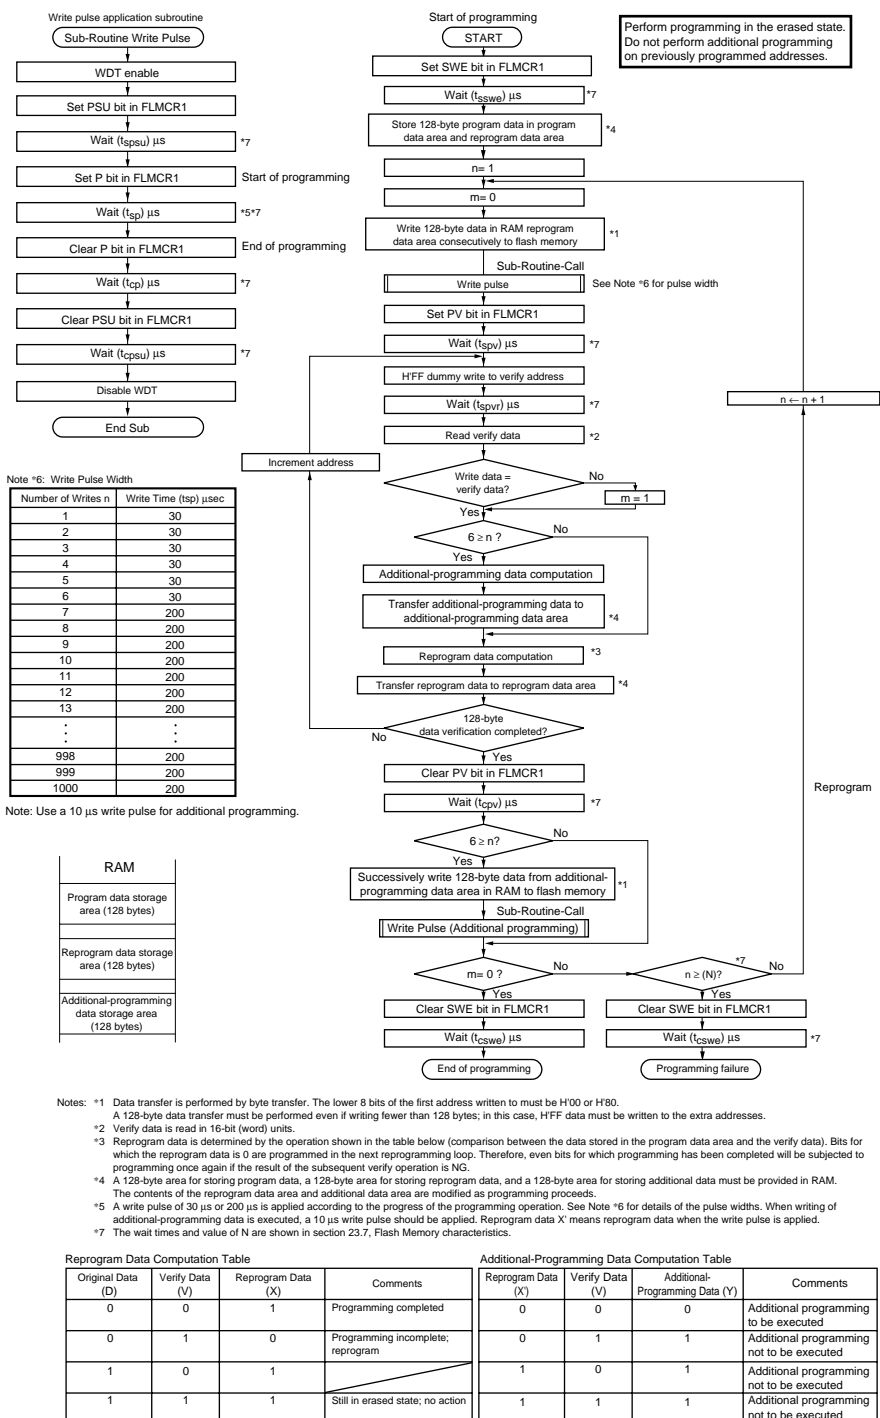 Write pulse application subroutine
Sub-Routine Write Pulse
WDT enable
Set PSU bit in FLMCR1
Wait (tspsu) μs
*7
Set P bit in FLMCR1
Start of programming
Wait (tsp) μs
*5*7
Clear P bit in FLMCR1
End of programming
Wait (tcp) μs
*7
Clear PSU bit in FLMCR1
Wait (tcpsu) μs
*7
Disable WDT
End Sub
Start of programming
START
Set SWE bit in FLMCR1
Wait (tsswe) μs
*7
Store 128-byte program data in program
data area and reprogram data area
*4
n= 1
m= 0
Write 128-byte data in RAM reprogram
data area consecutively to flash memory
*1
Sub-Routine-Call
Write pulse
See Note *6 for pulse width
Set PV bit in FLMCR1
Wait (tspv) μs
*7
H'FF dummy write to verify address
Wait (tspvr) μs
*7
Read verify data
*2
Increment address
Write data =
verify data?
No
m = 1
Yes
6 ≥ n ?
No
Yes
Additional-programming data computation
Transfer additional-programming data to
additional-programming data area
*4
Reprogram data computation
*3
Transfer reprogram data to reprogram data area
*4
128-byte
data verification completed?
No
Yes
Clear PV bit in FLMCR1
Wait (tcpv) μs
*7
6 ≥ n?
No
Yes
Successively write 128-byte data from additional-
programming data area in RAM to flash memory
*1
Sub-Routine-Call
Write Pulse (Additional programming)
m= 0 ?
No
Yes
Clear SWE bit in FLMCR1
Wait (tcswe) μs
End of programming
*7
n ≥ (N)?
No
Yes
Clear SWE bit in FLMCR1
Wait (tcswe) μs
*7
Programming failure
n ← n + 1
Reprogram
Perform programming in the erased state.
Do not perform additional programming
on previously programmed addresses.
Note *6: Write Pulse Width
Number of Writes n Write Time (tsp) μsec
1 30
2 30
3 30
4 30
5 30
6 30
7 200
8 200
9 200
10 200
11 200
12 200
13 200
998 200
999 200
1000 200
Note: Use a 10 μs write pulse for additional programming.
RAM
Program data storage
area (128 bytes)
Reprogram data storage
area (128 bytes)
Additional-programming
data storage area
(128 bytes)
Notes: *1 Data transfer is performed by byte transfer. The lower 8 bits of the first address written to must be H'00 or H'80.
A 128-byte data transfer must be performed even if writing fewer than 128 bytes; in this case, H'FF data must be written to the extra addresses.
*2 Verify data is read in 16-bit (word) units.
*3 Reprogram data is determined by the operation shown in the table below (comparison between the data stored in the program data area and the verify data). Bits for
which the reprogram data is 0 are programmed in the next reprogramming loop. Therefore, even bits for which programming has been completed will be subjected to
programming once again if the result of the subsequent verify operation is NG.
*4 A 128-byte area for storing program data, a 128-byte area for storing reprogram data, and a 128-byte area for storing additional data must be provided in RAM.
The contents of the reprogram data area and additional data area are modified as programming proceeds.
*5 A write pulse of 30 μs or 200 μs is applied according to the progress of the programming operation. See Note *6 for details of the pulse widths. When writing of
additional-programming data is executed, a 10 μs write pulse should be applied. Reprogram data X' means reprogram data when the write pulse is applied.
*7 The wait times and value of N are shown in section 23.7, Flash Memory characteristics.
Reprogram Data Computation Table
Original Data (D) Verify Data (V) Reprogram Data (X) Comments
0 0 1 Programming completed
0 1 0 Programming incomplete; reprogram
1 0 1
1 1 1 Still in erased state; no action
Additional-Programming Data Computation Table
Reprogram Data (X') Verify Data (V) Additional-Programming Data (Y) Comments
0 0 0 Additional programming to be executed
0 1 1 Additional programming not to be executed
1 0 1 Additional programming not to be executed
1 1 1 Additional programming not to be executed